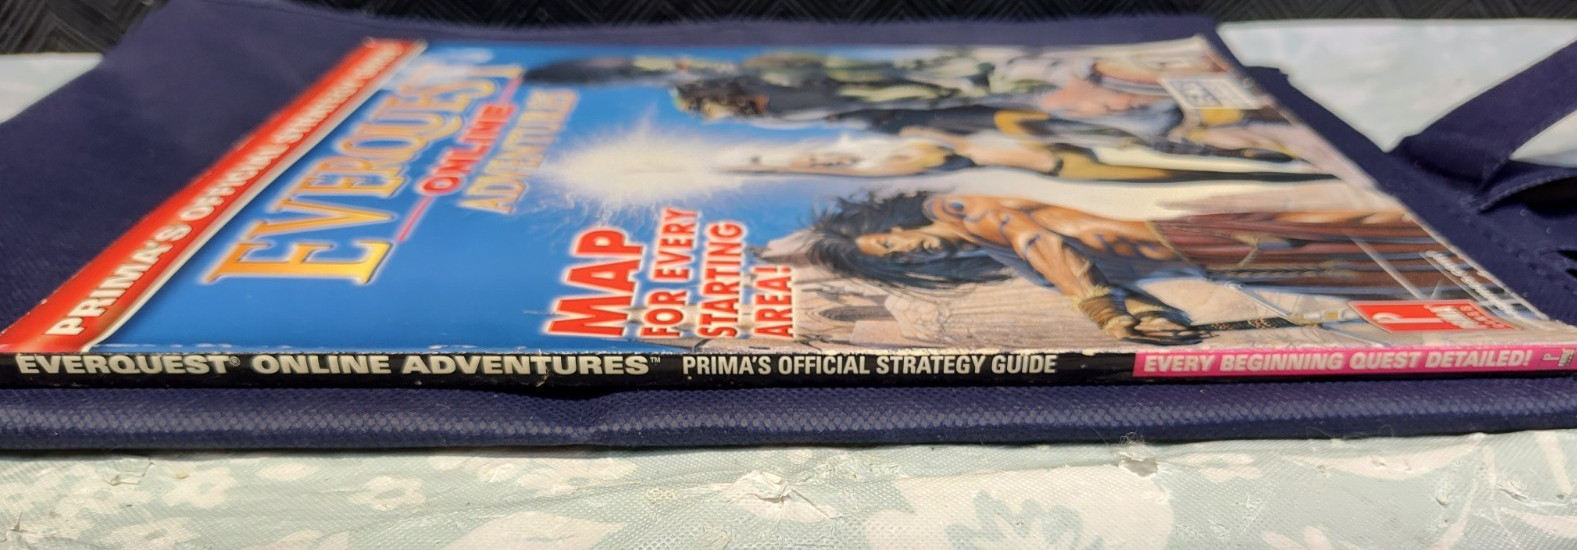 PRIMA'S OFFICIAL STRATEGY GUIDE
EVERQUEST
ONLINE
ADVENTURES
MAP
FOR EVERY
STARTING
AREA!
PRIMA
EVERQUEST® ONLINE ADVENTURES™ PRIMA'S OFFICIAL STRATEGY GUIDE EVERY BEGINNING QUEST DETAILED!